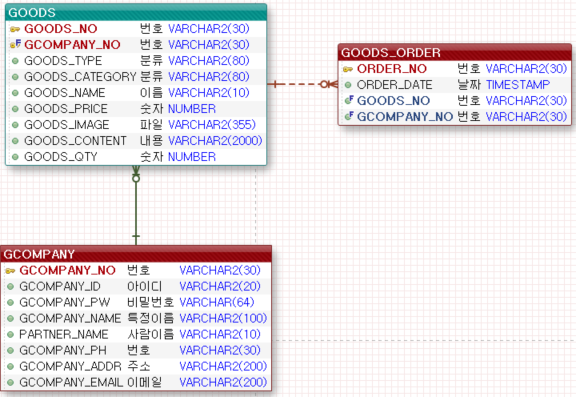 GOODS
GOODS_NO 번호 VARCHAR2(30)
GCOMPANY_NO 번호 VARCHAR2(30)
GOODS_TYPE 분류 VARCHAR2(80)
GOODS_CATEGORY 분류 VARCHAR2(80)
GOODS_NAME 이름 VARCHAR2(10)
GOODS_PRICE 숫자 NUMBER
GOODS_IMAGE 파일 VARCHAR2(355)
GOODS_CONTENT 내용 VARCHAR2(2000)
GOODS_QTY 숫자 NUMBER
GOODS_ORDER
ORDER_NO 번호 VARCHAR2(30)
ORDER_DATE 날짜 TIMESTAMP
GOODS_NO 번호 VARCHAR2(30)
GCOMPANY_NO 번호 VARCHAR2(30)
GCOMPANY
GCOMPANY_NO 번호 VARCHAR2(30)
GCOMPANY_ID 아이디 VARCHAR2(20)
GCOMPANY_PW 비밀번호 VARCHAR(64)
GCOMPANY_NAME 특정이름 VARCHAR2(100)
PARTNER_NAME 사람이름 VARCHAR2(10)
GCOMPANY_PH 번호 VARCHAR2(30)
GCOMPANY_ADDR 주소 VARCHAR2(200)
GCOMPANY_EMAIL 이메일 VARCHAR2(200)